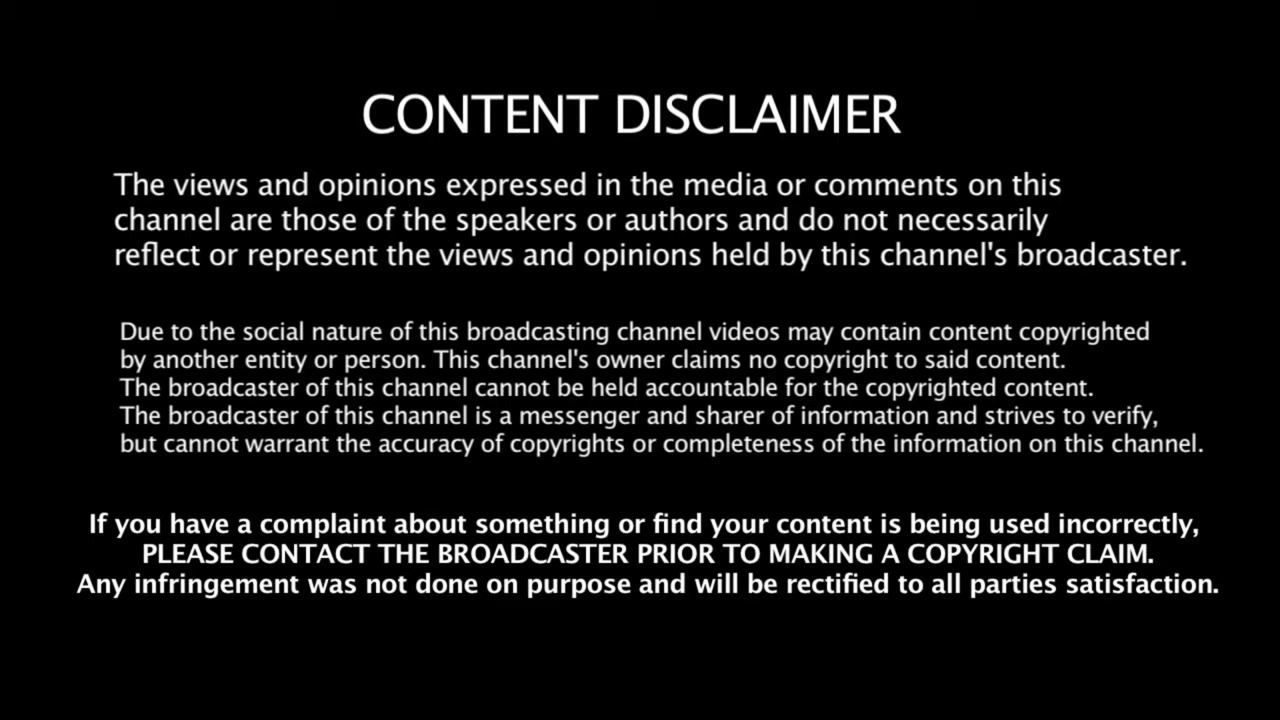 CONTENT DISCLAIMER
The views and opinions expressed in the media or comments on this
channel are those of the speakers or authors and do not necessarily
reflect or represent the views and opinions held by this channel's broadcaster.
Due to the social nature of this broadcasting channel videos may contain content copyrighted
by another entity or person. This channel's owner claims no copyright to said content.
The broadcaster of this channel cannot be held accountable for the copyrighted content.
The broadcaster of this channel is a messenger and sharer of information and strives to verify,
but cannot warrant the accuracy of copyrights or completeness of the information on this channel.
If you have a complaint about something or find your content is being used incorrectly,
PLEASE CONTACT THE BROADCASTER PRIOR TO MAKING A COPYRIGHT CLAIM.
Any infringement was not done on purpose and will be rectified to all parties satisfaction.